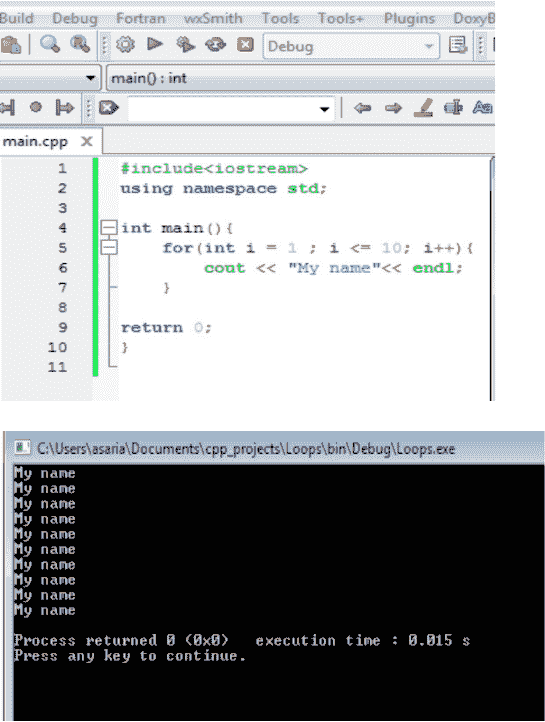 Build Debug Fortran wxSmith Tools Tools+ Plugins DoxyB
Debug
main() : int
main.cpp
1 #include<iostream>
2 using namespace std;
3
4 int main(){
5 for(int i = 1 ; i <= 10; i++){
6 cout << "My name"<< endl;
7 }
8
9 return 0;
10 }
11
C:\Users\asaria\Documents\cpp_projects\Loops\bin\Debug\Loops.exe
My name
My name
My name
My name
My name
My name
My name
My name
My name
My name
Process returned 0 (0x0) execution time : 0.015 s
Press any key to continue.